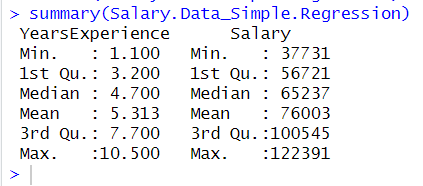 > summary(Salary.Data_Simple.Regression)
YearsExperience Salary
Min. : 1.100 Min. : 37731
1st Qu.: 3.200 1st Qu.: 56721
Median : 4.700 Median : 65237
Mean : 5.313 Mean : 76003
3rd Qu.: 7.700 3rd Qu.:100545
Max. :10.500 Max. :122391
>